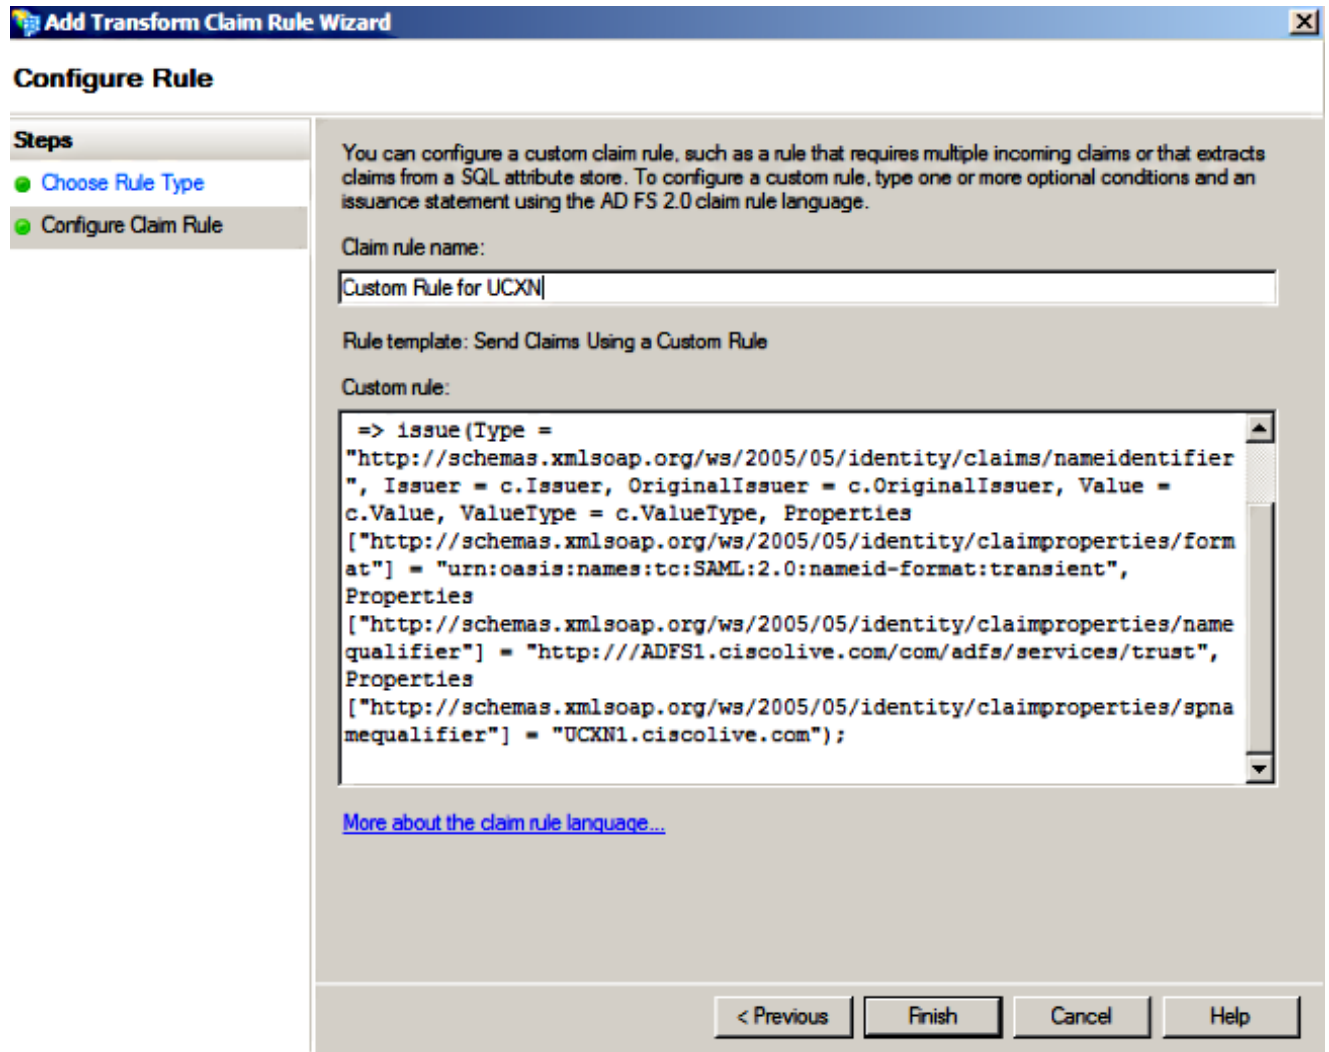 Add Transform Claim Rule Wizard
Configure Rule
Steps
Choose Rule Type
Configure Claim Rule
You can configure a custom claim rule, such as a rule that requires multiple incoming claims or that extracts
claims from a SQL attribute store. To configure a custom rule, type one or more optional conditions and an
issuance statement using the AD FS 2.0 claim rule language.
Claim rule name:
Custom Rule for UCXN
Rule template: Send Claims Using a Custom Rule
Custom rule:
=> issue(Type =
"http://schemas.xmlsoap.org/ws/2005/05/identity/claims/nameidentifier
", Issuer = c.Issuer, OriginalIssuer = c.OriginalIssuer, Value =
c.Value, ValueType = c.ValueType, Properties
["http://schemas.xmlsoap.org/ws/2005/05/identity/claimproperties/form
at"] = "urn:oasis:names:tc:SAML:2.0:nameid-format:transient",
Properties
["http://schemas.xmlsoap.org/ws/2005/05/identity/claimproperties/name
qualifier"] = "http:///ADFS1.ciscolive.com/com/adfs/services/trust",
Properties
["http://schemas.xmlsoap.org/ws/2005/05/identity/claimproperties/spna
mequalifier"] = "UCXN1.ciscolive.com");
More about the claim rule language...
< Previous
Finish
Cancel
Help